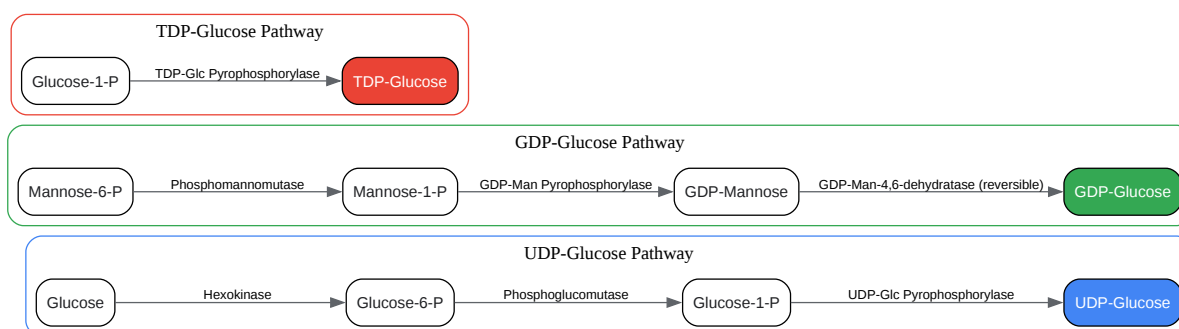 TDP-Glucose Pathway
Glucose-1-P
TDP-Glc Pyrophosphorylase
TDP-Glucose
GDP-Glucose Pathway
Mannose-6-P
Phosphomannomutase
Mannose-1-P
GDP-Man Pyrophosphorylase
GDP-Mannose
GDP-Man-4,6-dehydratase (reversible)
GDP-Glucose
UDP-Glucose Pathway
Glucose
Hexokinase
Glucose-6-P
Phosphoglucomutase
Glucose-1-P
UDP-Glc Pyrophosphorylase
UDP-Glucose